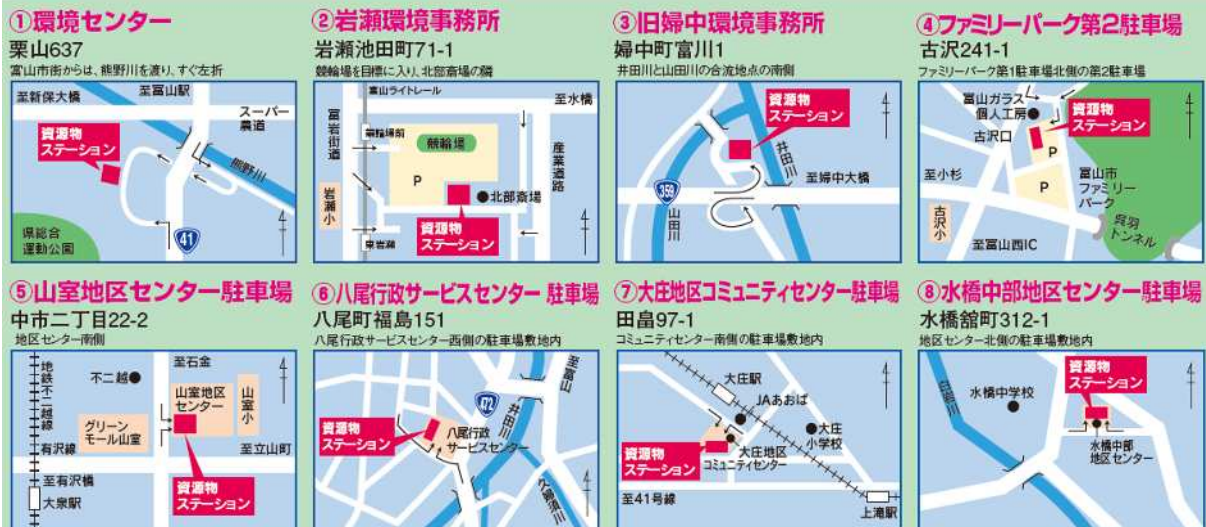 ①環境センター
栗山637
富山市街からは、熊野川を渡り、すぐ左折
至新保大橋
至富山駅
スーパー
農道
資源物
ステーション
熊野川
41
県総合
運動公園
②岩瀬環境事務所
岩瀬池田町71-1
競輪場を目標に入り、北部斎場の隣
富山ライトレール
至水橋
富岩街道
競輪場前
競輪場
産業道路
P
岩瀬小
北部斎場
資源物
ステーション
東岩瀬
③旧婦中環境事務所
婦中町富川1
井田川と山田川の合流地点の南側
資源物
ステーション
井田川
至婦中大橋
359
山田川
④ファミリーパーク第2駐車場
古沢241-1
ファミリーパーク第1駐車場北側の第2駐車場
富山ガラス
個人工房
資源物
ステーション
古沢口
P
至小杉
P
富山市
ファミリー
パーク
古沢小
呉羽
トンネル
至富山西IC
⑤山室地区センター駐車場
中市二丁目22-2
地区センター南側
至石金
地鉄不二越線
不二越
山室地区
センター
山室小
グリーン
モール山室
有沢線
至立山町
至有沢橋
資源物
ステーション
大泉駅
⑥八尾行政サービスセンター 駐車場
八尾町福島151
八尾行政サービスセンター西側の駐車場敷地内
至富山
472
井田川
資源物
ステーション
八尾行政
サービスセンター
久婦須川
⑦大庄地区コミュニティセンター駐車場
田畠97-1
コミュニティセンター南側の駐車場敷地内
大庄駅
JAあおば
大庄
小学校
資源物
ステーション
大庄地区
コミュニティセンター
至41号線
上滝駅
⑧水橋中部地区センター駐車場
水橋舘町312-1
地区センター北側の駐車場敷地内
資源物
ステーション
白岩川
水橋中学校
水橋中部
地区センター